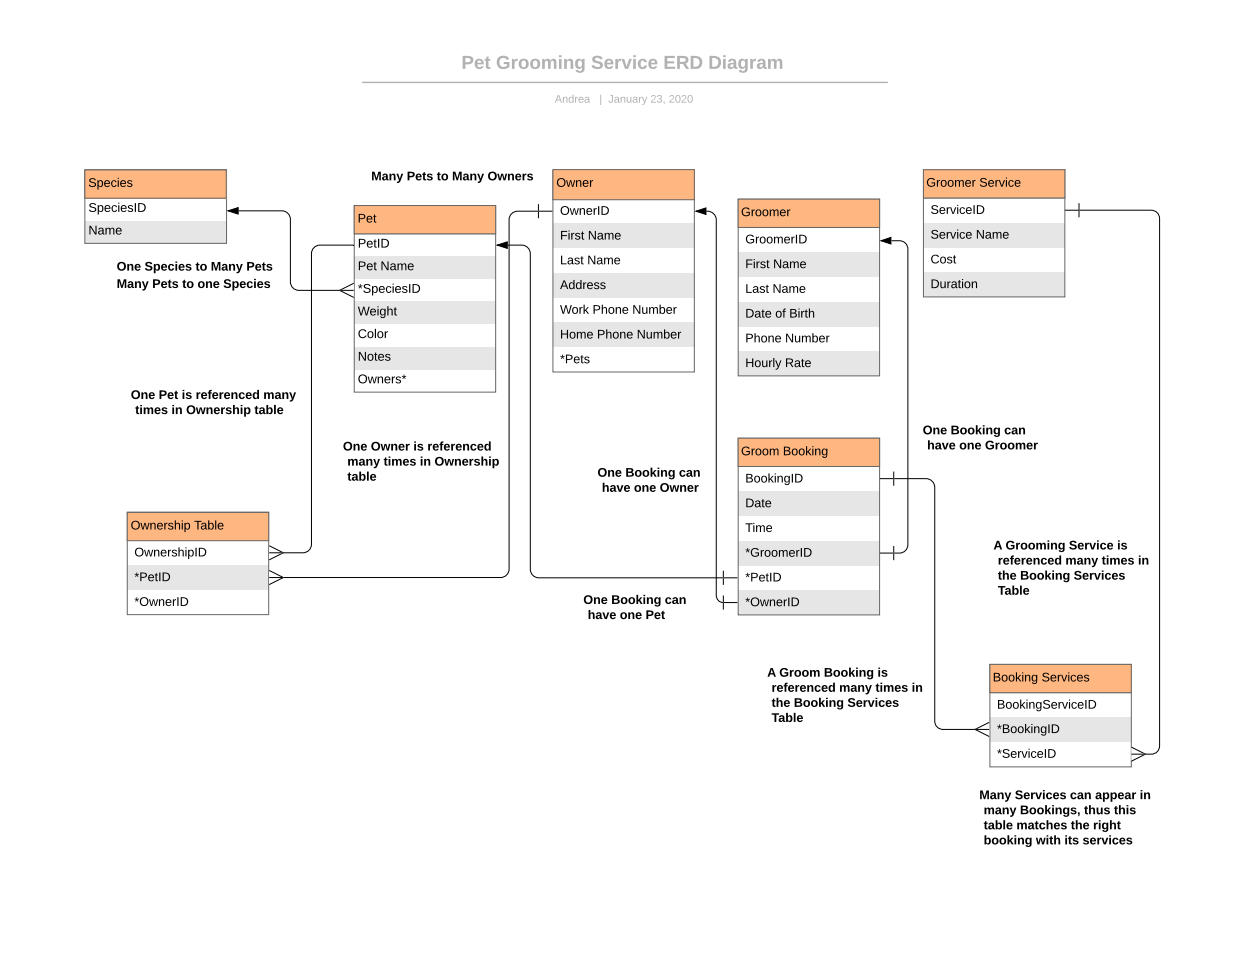 Pet Grooming Service ERD Diagram
Andrea | January 23, 2020
Species
SpeciesID
Name
One Species to Many Pets
Many Pets to one Species
Many Pets to Many Owners
Pet
PetID
Pet Name
*SpeciesID
Weight
Color
Notes
Owners*
Owner
OwnerID
First Name
Last Name
Address
Work Phone Number
Home Phone Number
*Pets
Groomer
GroomerID
First Name
Last Name
Date of Birth
Phone Number
Hourly Rate
Groomer Service
ServiceID
Service Name
Cost
Duration
One Pet is referenced many
times in Ownership table
One Owner is referenced
many times in Ownership
table
One Booking can
have one Owner
Groom Booking
BookingID
Date
Time
*GroomerID
*PetID
*OwnerID
One Booking can
have one Groomer
Ownership Table
OwnershipID
*PetID
*OwnerID
One Booking can
have one Pet
A Grooming Service is
referenced many times in
the Booking Services
Table
A Groom Booking is
referenced many times in
the Booking Services
Table
Booking Services
BookingServiceID
*BookingID
*ServiceID
Many Services can appear in
many Bookings, thus this
table matches the right
booking with its services